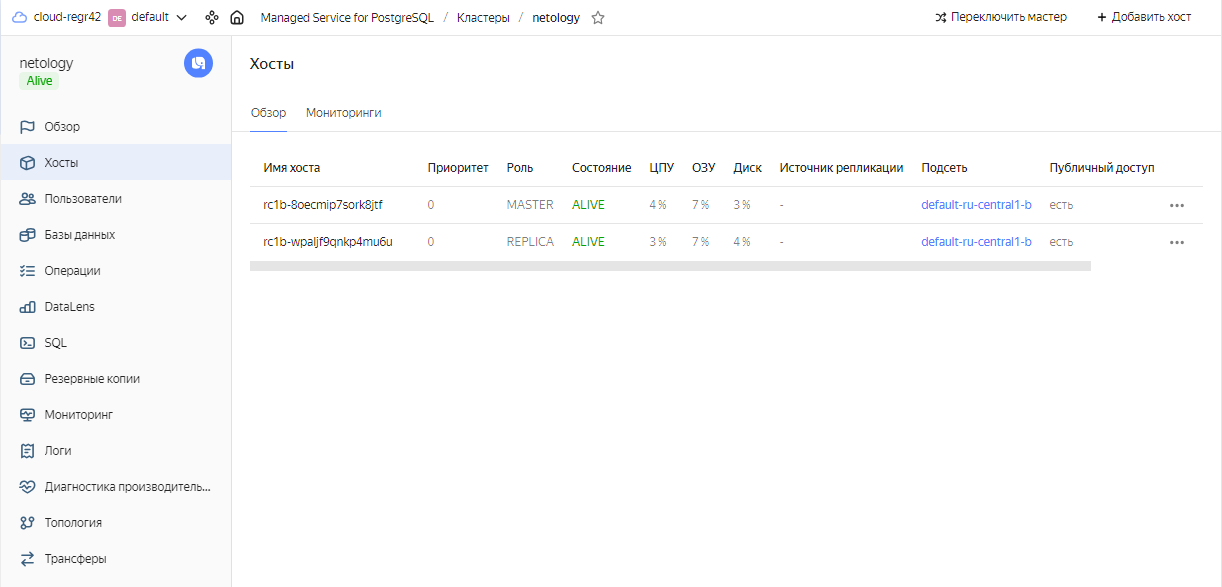 cloud-regr42 DE default Managed Service for PostgreSQL / Кластеры / netology Переключить мастер + Добавить хост
netology
Alive
Обзор
Хосты
Пользователи
Базы данных
Операции
DataLens
SQL
Резервные копии
Мониторинг
Логи
Диагностика производитель...
Топология
Трансферы
Хосты
Обзор Мониторинги
Имя хоста Приоритет Роль Состояние ЦПУ ОЗУ Диск Источник репликации Подсеть Публичный доступ
rc1b-8oecmip7sork8jtf 0 MASTER ALIVE 4 % 7 % 3 % - default-ru-central1-b есть
rc1b-wpaljf9qnkp4mu6u 0 REPLICA ALIVE 3 % 7 % 4 % - default-ru-central1-b есть